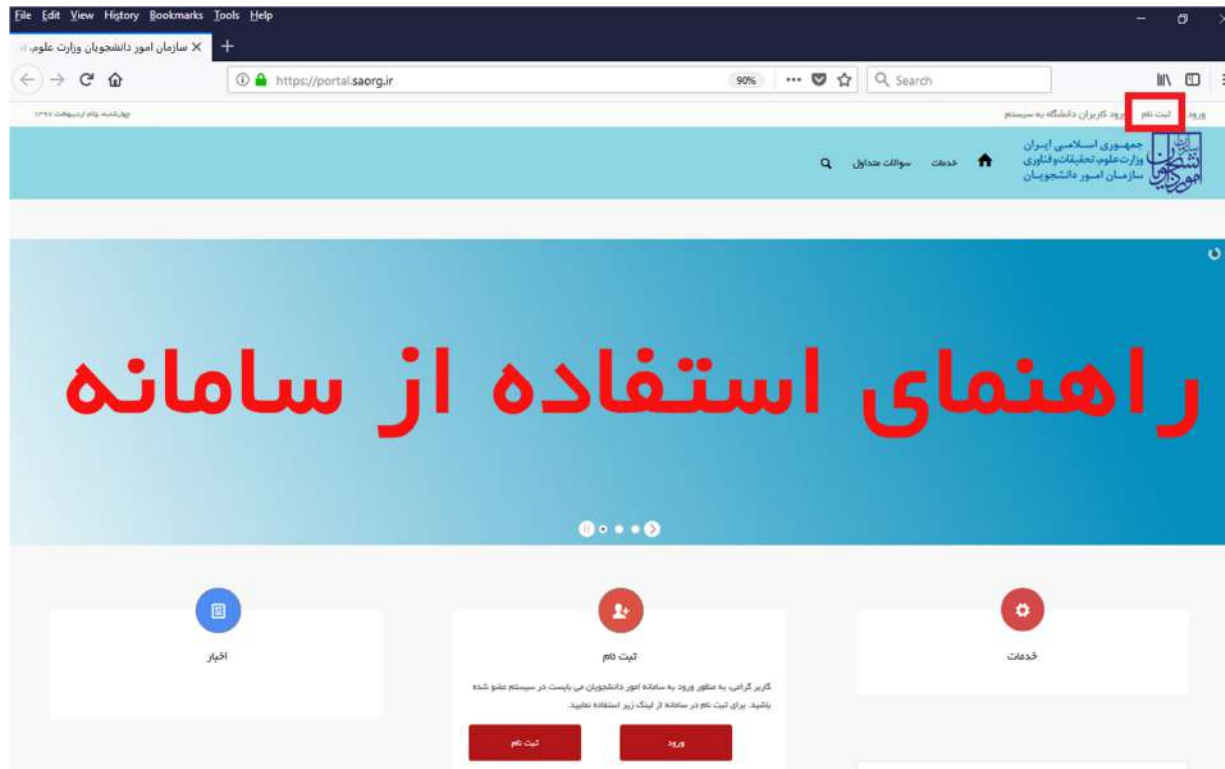 File Edit View History Bookmarks Tools Help
سازمان امور دانشجویان وزارت علوم،
https://portal.saorg.ir
90%
Search
ورود ثبت نام ورود کاربران دانشگاه به سیستم
جمهوری اسلامی ایران
وزارت علوم، تحقیقات و فناوری
سازمان امور دانشجویان
سازمان امور دانشجویان
خدمات سوالات متداول
راهنمای استفاده از سامانه
خدمات
ثبت نام
کاربر گرامی، به منظور ورود به سامانه امور دانشجویان می بایست در سیستم عضو شده
باشید. برای ثبت نام در سامانه از لینک زیر استفاده نمایید.
ورود ثبت نام
اخبار